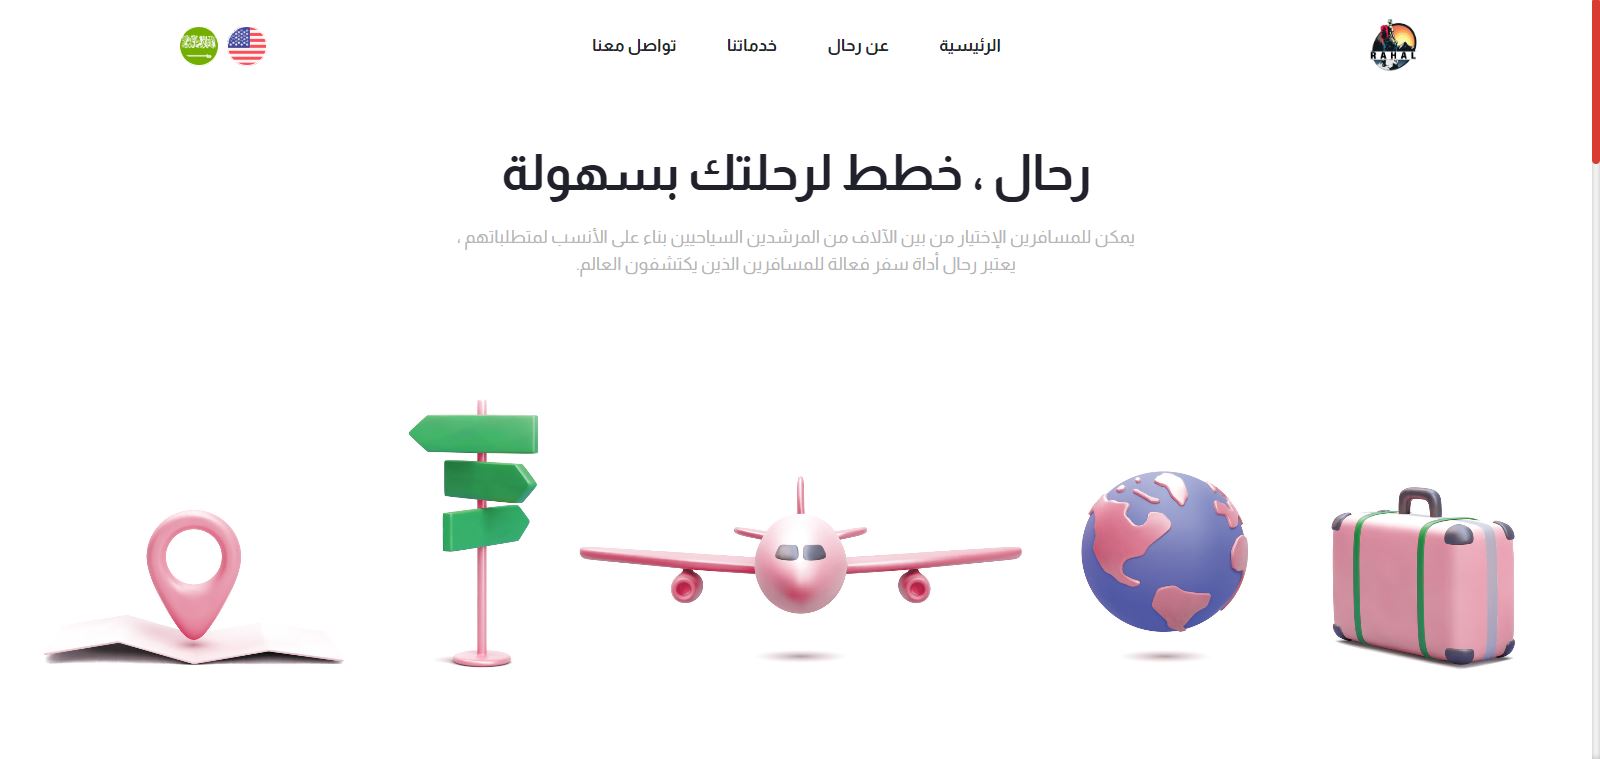 RAHAL
الرئيسية
عن رحال
خدماتنا
تواصل معنا
رحال ، خطط لرحلتك بسهولة
يمكن للمسافرين الإختيار من بين الآلاف من المرشدين السياحيين بناء على الأنسب لمتطلباتهم ،
يعتبر رحال أداة سفر فعالة للمسافرين الذين يكتشفون العالم.